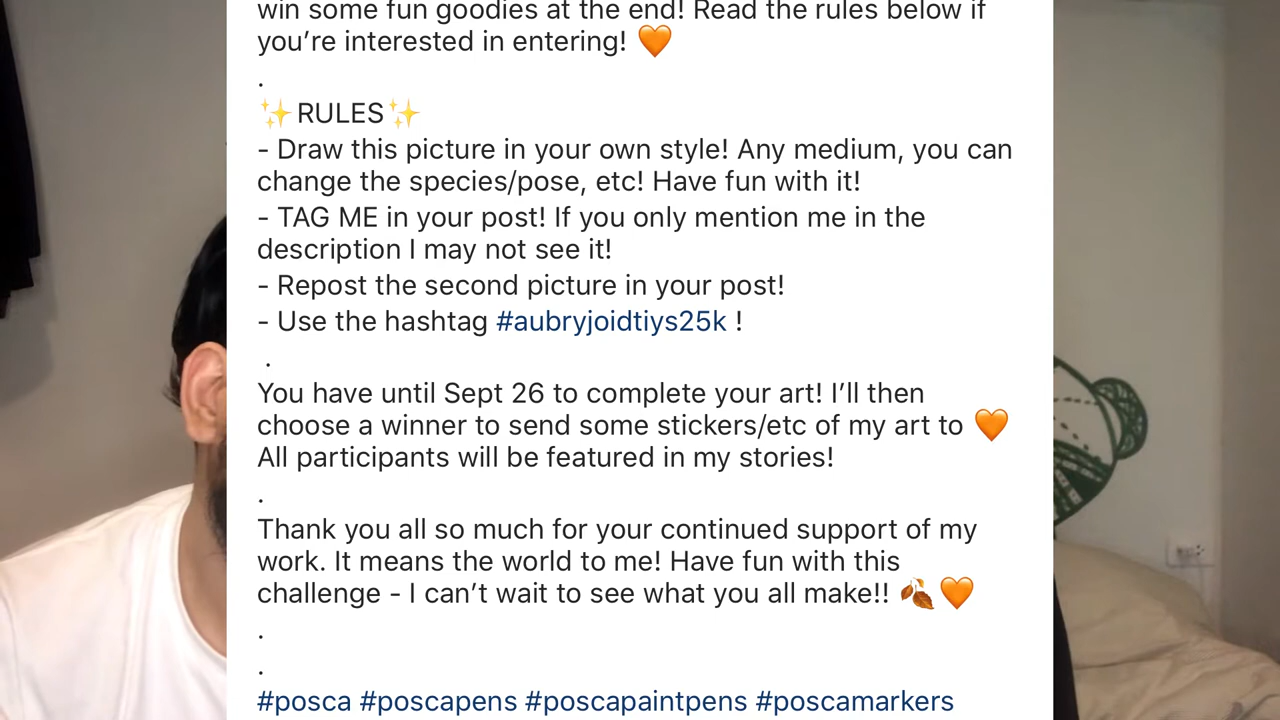 win some fun goodies at the end! Read the rules below if
you’re interested in entering! 🧡
.
✨RULES✨
- Draw this picture in your own style! Any medium, you can
change the species/pose, etc! Have fun with it!
- TAG ME in your post! If you only mention me in the
description I may not see it!
- Repost the second picture in your post!
- Use the hashtag #aubryjoidtiys25k !
.
You have until Sept 26 to complete your art! I’ll then
choose a winner to send some stickers/etc of my art to 🧡
All participants will be featured in my stories!
.
Thank you all so much for your continued support of my
work. It means the world to me! Have fun with this
challenge - I can’t wait to see what you all make!! 🍂🧡
.
.
#posca #poscapens #poscapaintpens #poscamarkers